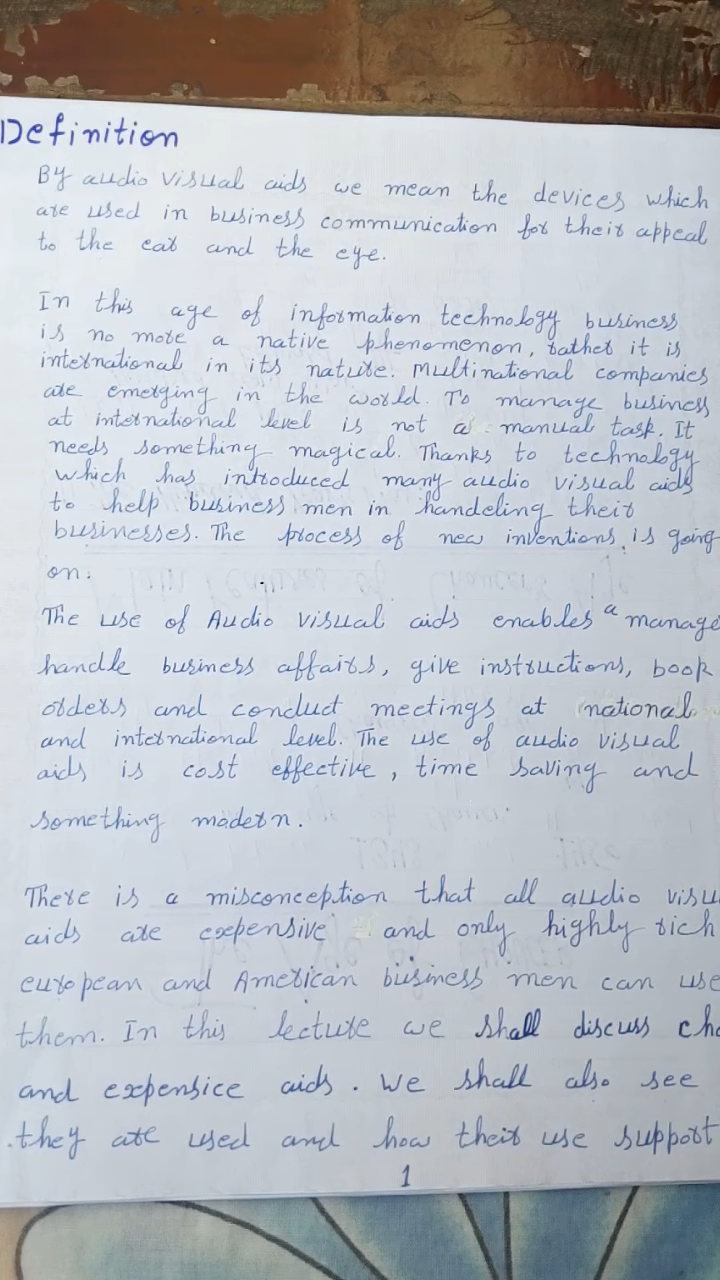 Definition
By audio visual aids we mean the devices which
are used in business communication for their appeal
to the ear and the eye.
In this age of information technology business
is no more a native phenomenon, rather it is
international in its nature. Multinational companies
are emerging in the world. To manage business
at international level is not a manual task. It
needs something magical. Thanks to technology
which has introduced many audio visual aids
to help business men in handeling their
businesses. The process of new inventions is going
on.
The use of Audio visual aids enables a manage
handle business affairs, give instructions, book
orders and conduct meetings at national
and international level. The use of audio visual
aids is cost effective, time saving and
something modern.
There is a misconception that all audio visu
aids are expensive and only highly rich
european and American business men can use
them. In this lecture we shall discuss che
and expensice aids. We shall also see
they are used and how their use support
1